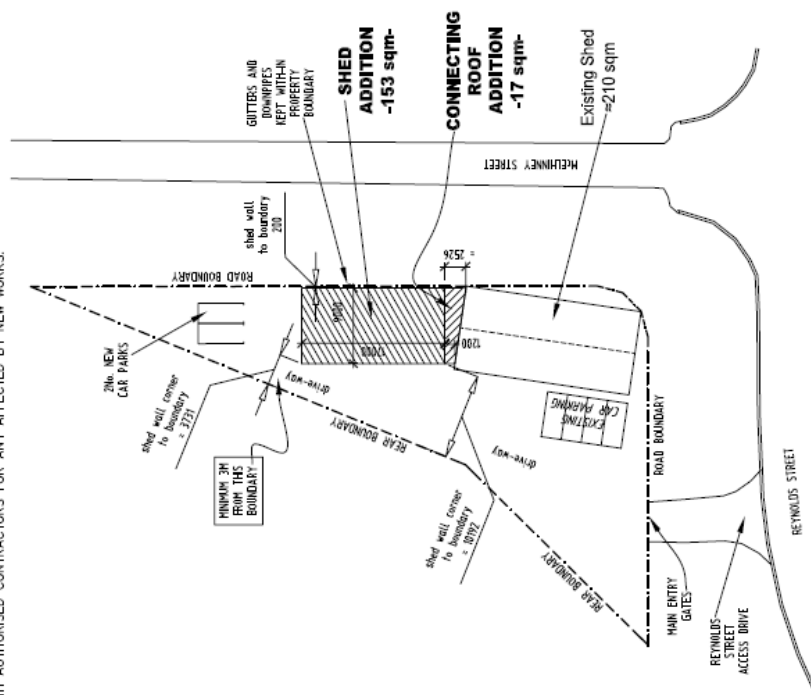 IN AUTHORISED CONTRACTORS FOR ANY AFFECTED BY NEW WORKS.
GUTTERS AND
DOWNPIPES
KEPT WITH-IN
PROPERTY
BOUNDARY
SHED
ADDITION
-153 sqm-
CONNECTING
ROOF
ADDITION
-17 sqm-
Existing Shed
=210 sqm
McELHINNEY STREET
shed wall
to boundary
200
ROAD BOUNDARY
2No. NEW
CAR PARKS
9000
17000
= 2526
1200
drive-way
shed wall corner
to boundary
= 3731
REAR BOUNDARY
MINIMUM 3M
FROM THIS
BOUNDARY
EXISTING
CAR PARKING
drive-way
shed wall corner
to boundary
= 10192
REAR BOUNDARY
ROAD BOUNDARY
MAIN ENTRY
GATES
REYNOLDS
STREET
ACCESS DRIVE
REYNOLDS STREET